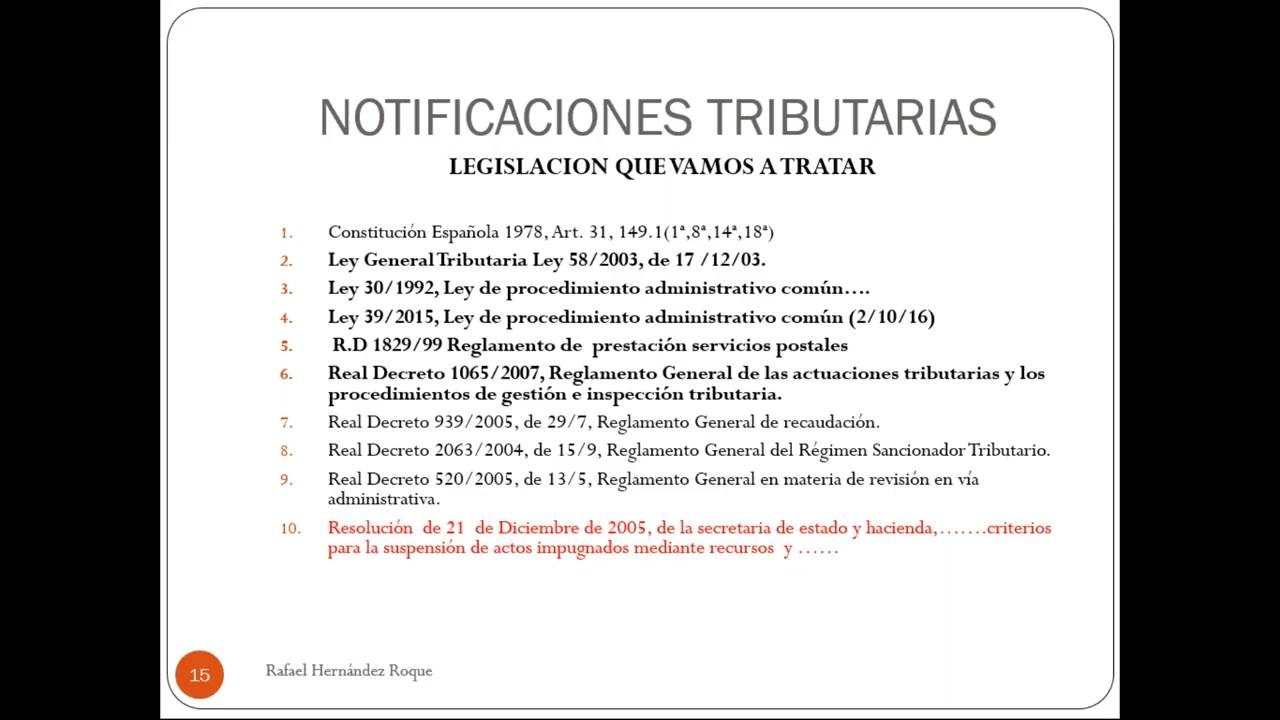 NOTIFICACIONES TRIBUTARIAS
LEGISLACION QUE VAMOS A TRATAR
1. Constitución Española 1978, Art. 31, 149.1(1ª,8ª,14ª,18ª)
2. Ley General Tributaria Ley 58/2003, de 17 /12/03.
3. Ley 30/1992, Ley de procedimiento administrativo común….
4. Ley 39/2015, Ley de procedimiento administrativo común (2/10/16)
5. R.D 1829/99 Reglamento de prestación servicios postales
6. Real Decreto 1065/2007, Reglamento General de las actuaciones tributarias y los
procedimientos de gestión e inspección tributaria.
7. Real Decreto 939/2005, de 29/7, Reglamento General de recaudación.
8. Real Decreto 2063/2004, de 15/9, Reglamento General del Régimen Sancionador Tributario.
9. Real Decreto 520/2005, de 13/5, Reglamento General en materia de revisión en vía
administrativa.
10. Resolución de 21 de Diciembre de 2005, de la secretaria de estado y hacienda,…….criterios
para la suspensión de actos impugnados mediante recursos y ……
15 Rafael Hernández Roque